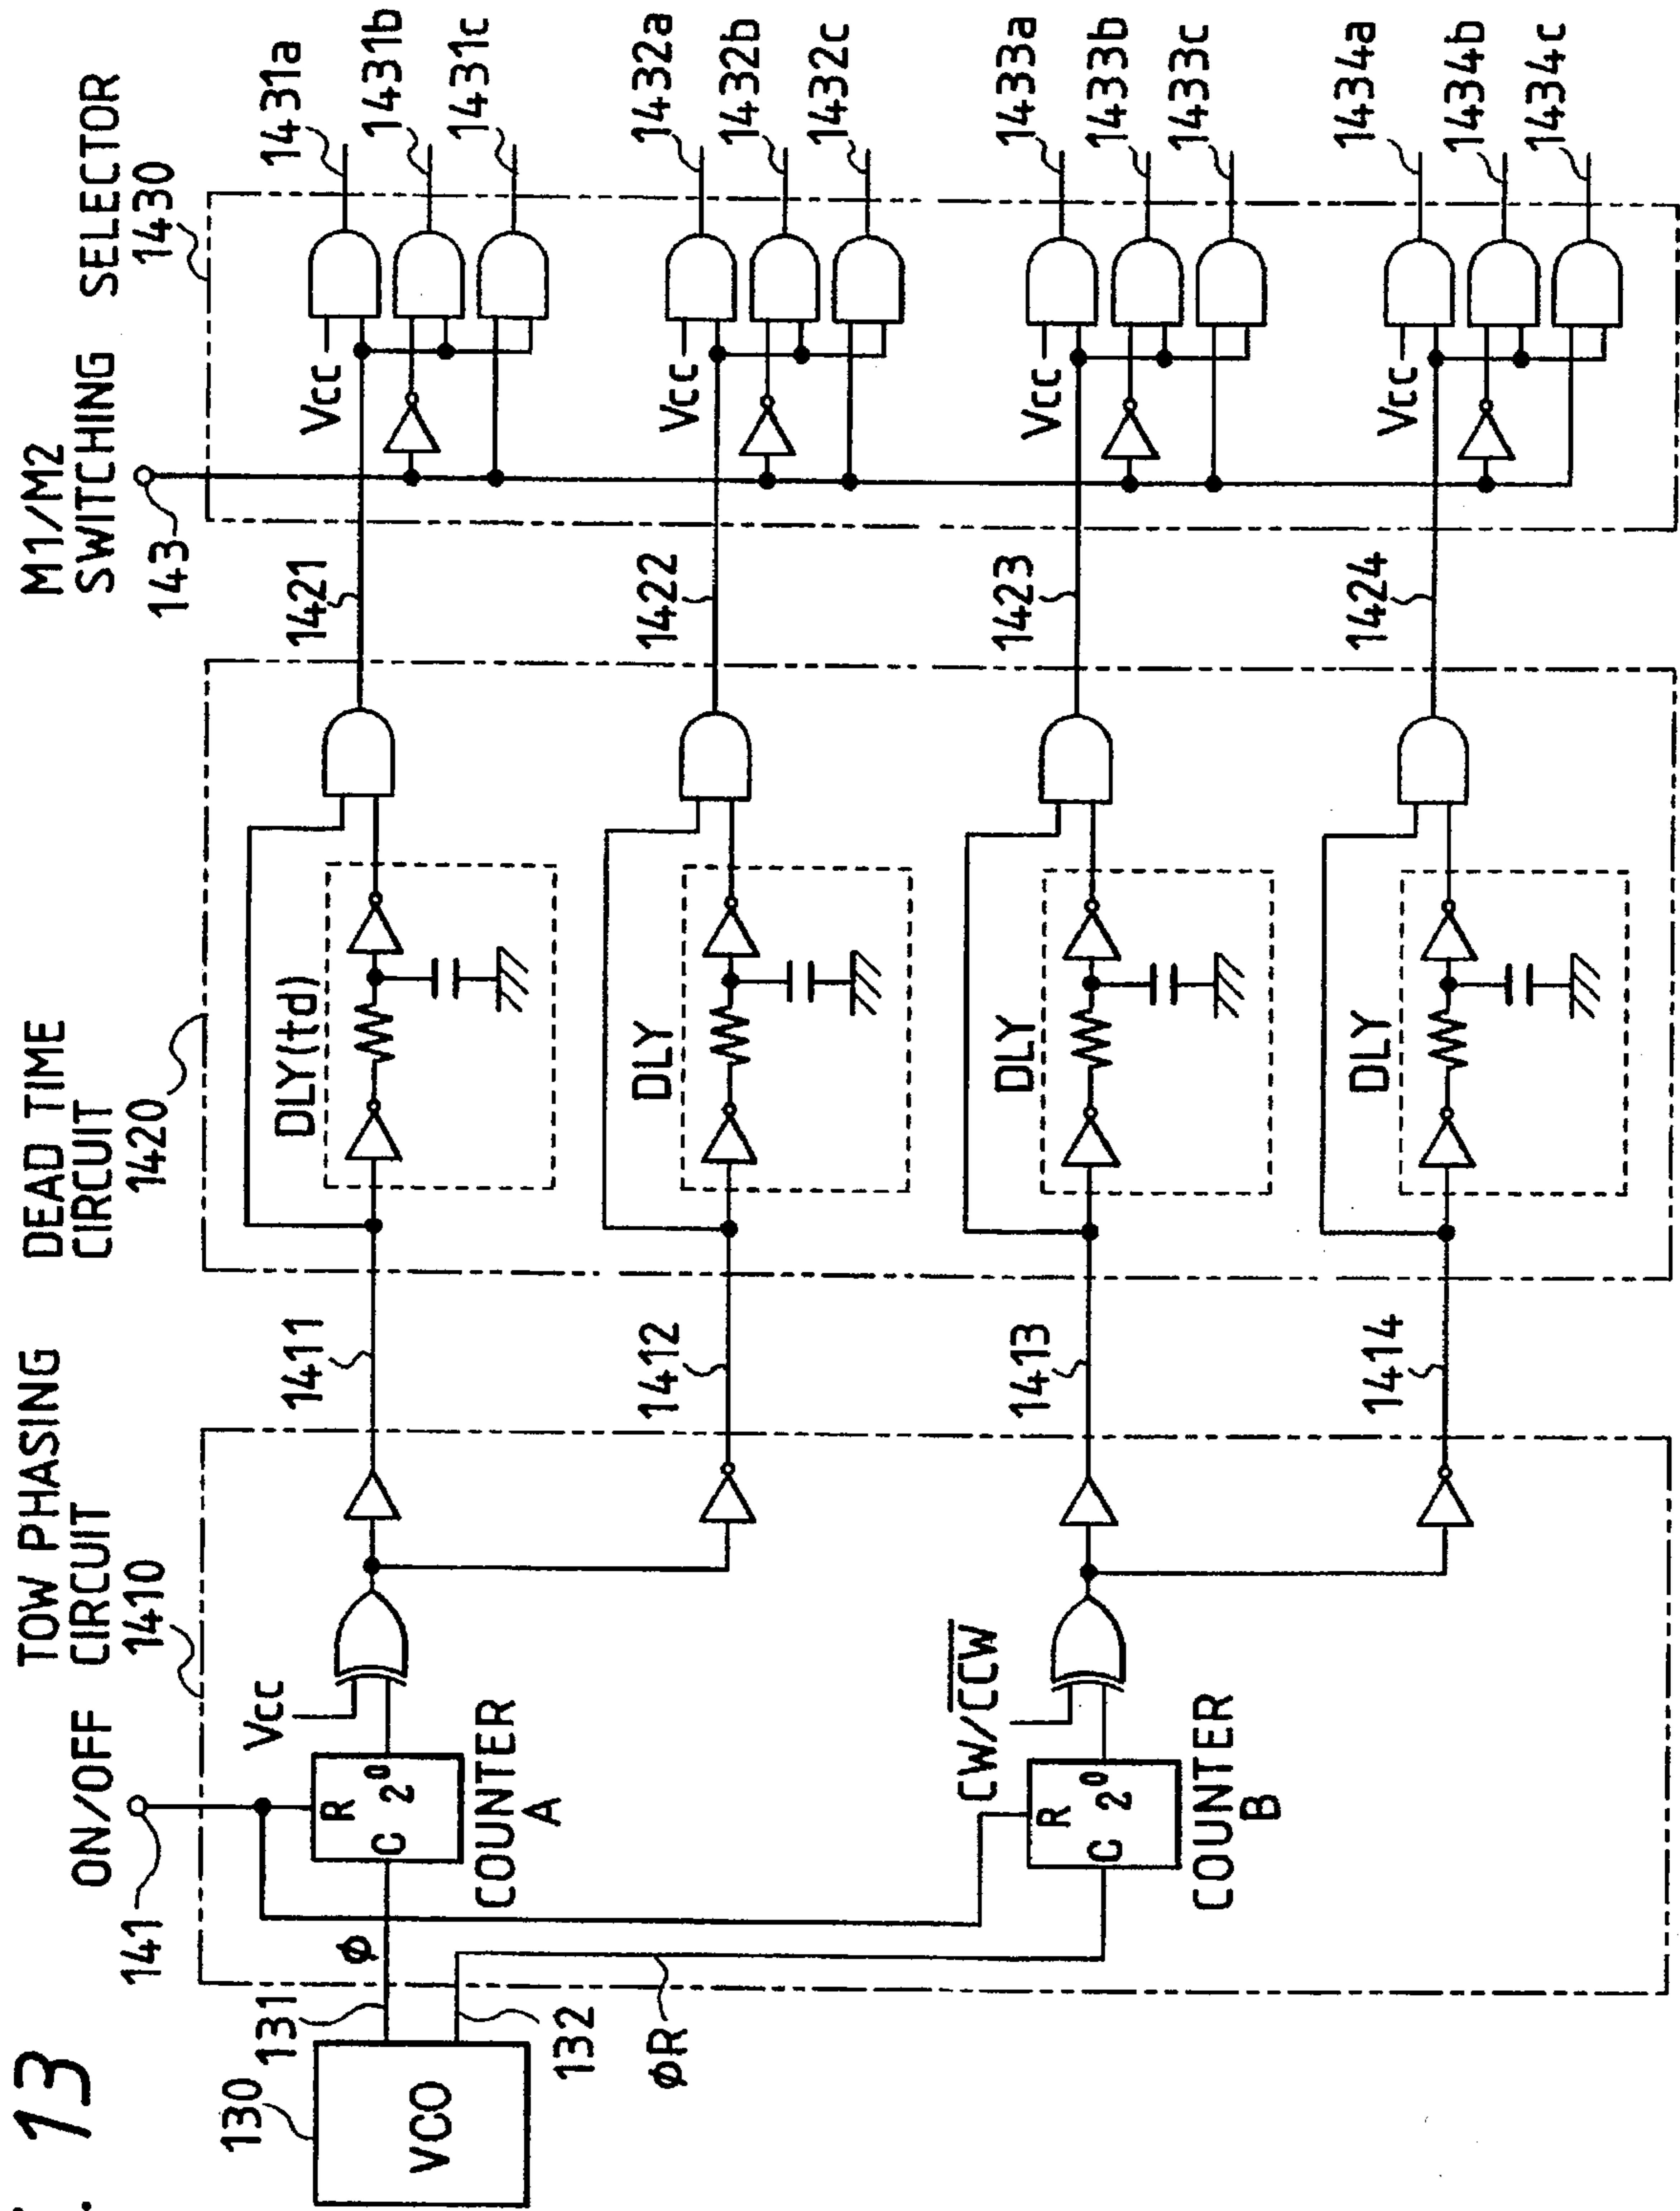 . 13
130
VCO
131
132
φ
φR
141
ON/OFF
TOW PHASING
CIRCUIT
1410
Vcc
R
C
2⁰
COUNTER
A
CW/C̅C̅W̅
R
C
2⁰
COUNTER
B
1411
1412
1413
1414
DEAD TIME
CIRCUIT
1420
DLY(td)
DLY
DLY
DLY
1421
1422
1423
1424
M1/M2
SWITCHING
143
SELECTOR
1430
Vcc
Vcc
Vcc
Vcc
1431a
1431b
1431c
1432a
1432b
1432c
1433a
1433b
1433c
1434a
1434b
1434c